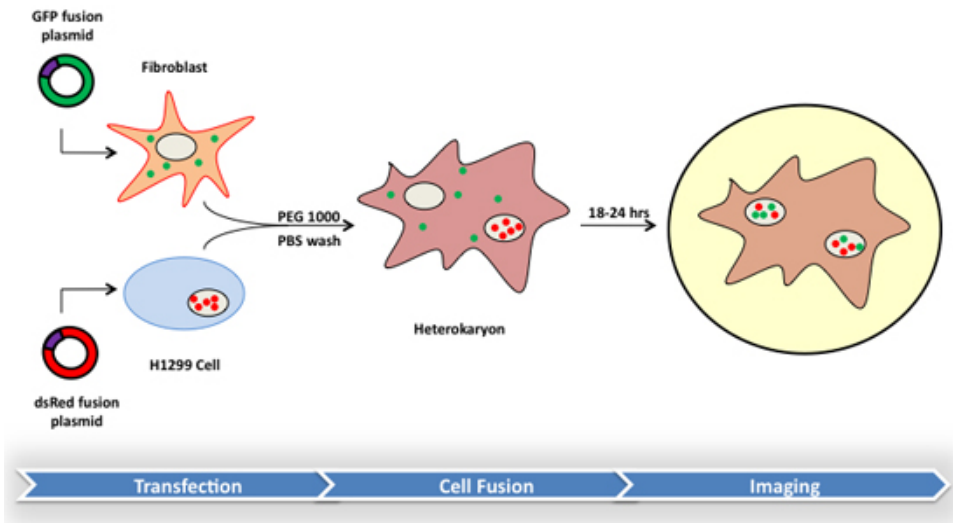 GFP fusion
plasmid
Fibroblast
PEG 1000
PBS wash
18-24 hrs
Heterokaryon
H1299 Cell
dsRed fusion
plasmid
Transfection
Cell Fusion
Imaging